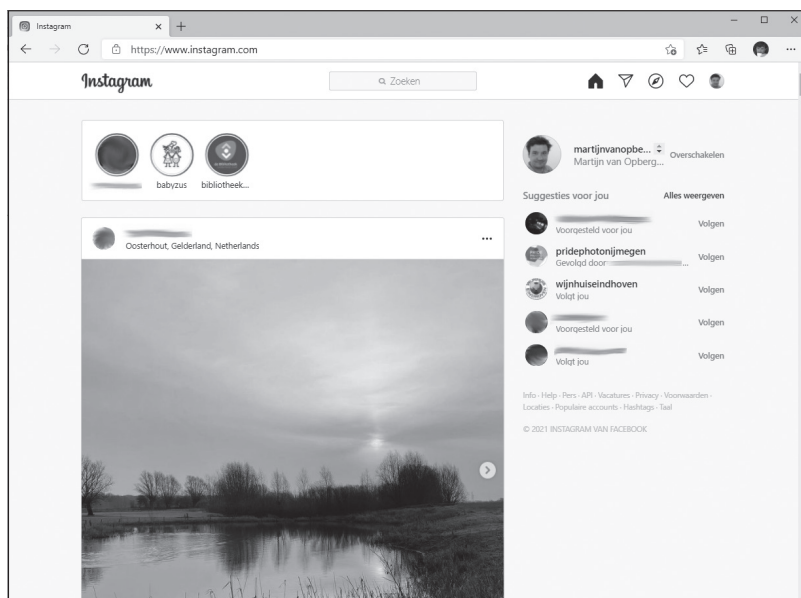 Instagram
https://www.instagram.com
Instagram
Zoeken
babyzus
bibliotheek...
martijnvanopbe...
Overschakelen
Martijn van Opberg...
Suggesties voor jou
Alles weergeven
Oosterhout, Gelderland, Netherlands
Voorgesteld voor jou
Volgen
pridephotonijmegen
Gevolgd door
...
Volgen
wijnhuiseindhoven
Volgt jou
Volgen
Voorgesteld voor jou
Volgen
Volgt jou
Volgen
Info · Help · Pers · API · Vacatures · Privacy · Voorwaarden ·
Locaties · Populaire accounts · Hashtags · Taal
© 2021 INSTAGRAM VAN FACEBOOK